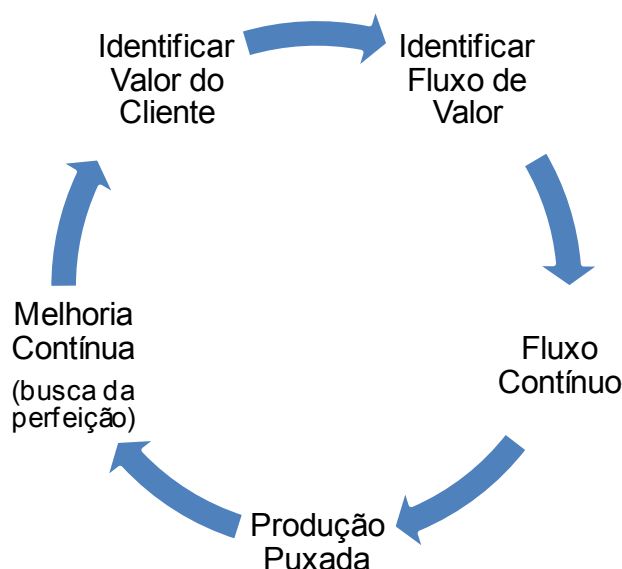 Identificar
Valor do
Cliente
Identificar
Fluxo de
Valor
Fluxo
Contínuo
Produção
Puxada
Melhoria
Contínua
(busca da
perfeição)